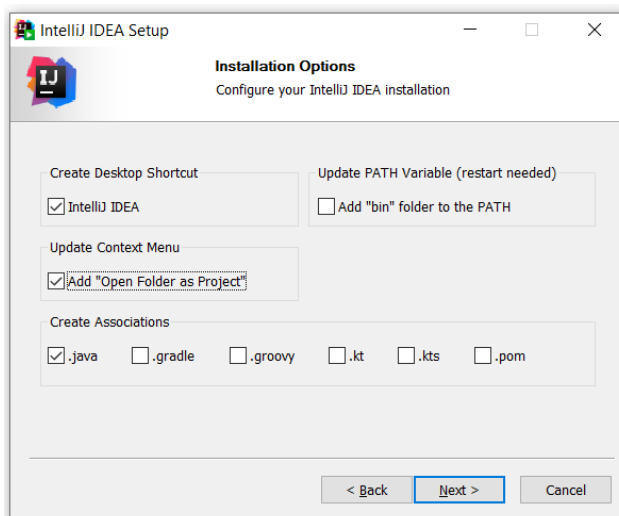 IntelliJ IDEA Setup
IJ
Installation Options
Configure your IntelliJ IDEA installation
Create Desktop Shortcut
IntelliJ IDEA
Update PATH Variable (restart needed)
Add "bin" folder to the PATH
Update Context Menu
Add "Open Folder as Project"
Create Associations
.java .gradle .groovy .kt .kts .pom
< Back Next > Cancel